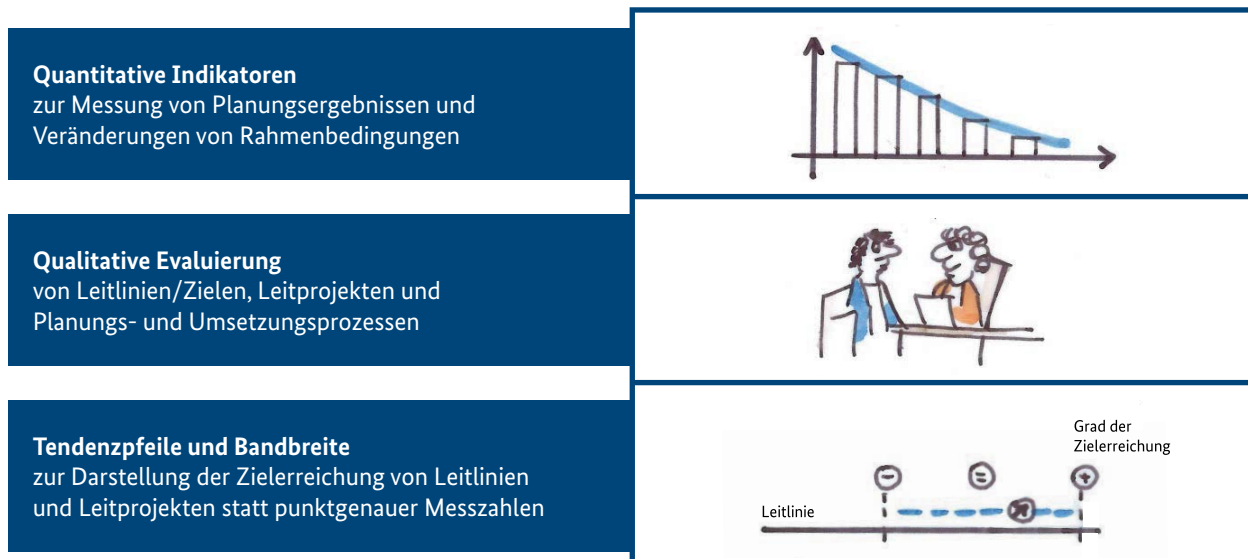 Quantitative Indikatoren
zur Messung von Planungsergebnissen und
Veränderungen von Rahmenbedingungen
Qualitative Evaluierung
von Leitlinien/Zielen, Leitprojekten und
Planungs- und Umsetzungsprozessen
Tendenzpfeile und Bandbreite
zur Darstellung der Zielerreichung von Leitlinien
und Leitprojekten statt punktgenauer Messzahlen
Grad der
Zielerreichung
- = +
Leitlinie